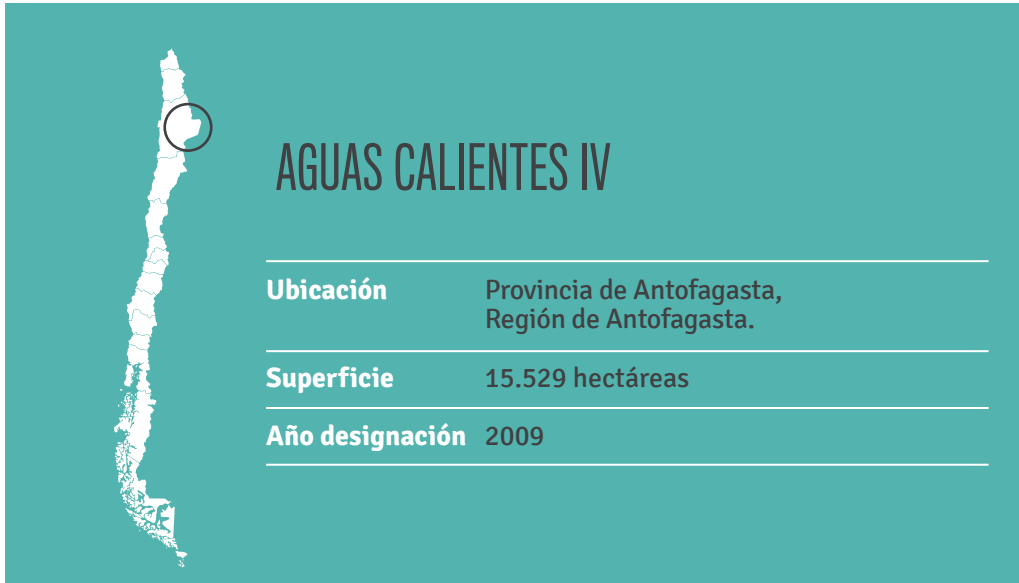 AGUAS CALIENTES IV
Ubicación Provincia de Antofagasta,
Región de Antofagasta.
Superficie 15.529 hectáreas
Año designación 2009